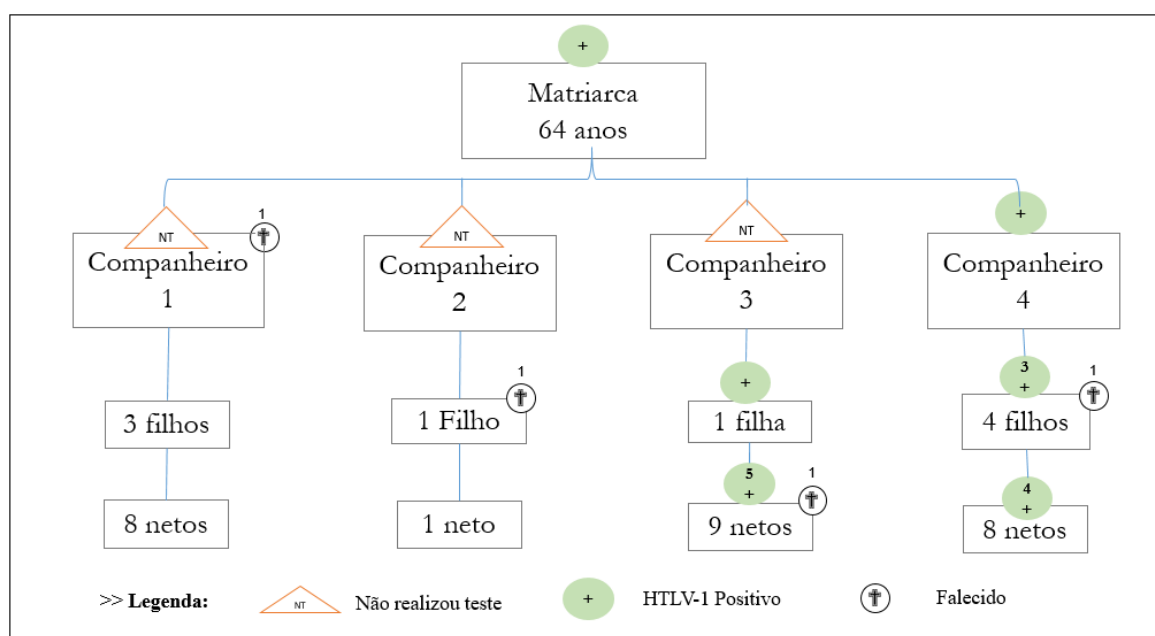 +
Matriarca
64 anos
NT
1
Companheiro
1
NT
Companheiro
2
NT
Companheiro
3
+
Companheiro
4
3 filhos
1
1 Filho
+
1 filha
3
+
1
4 filhos
8 netos
1 neto
5
+
1
9 netos
4
+
8 netos
>> Legenda:
NT
Não realizou teste
+
HTLV-1 Positivo
Falecido